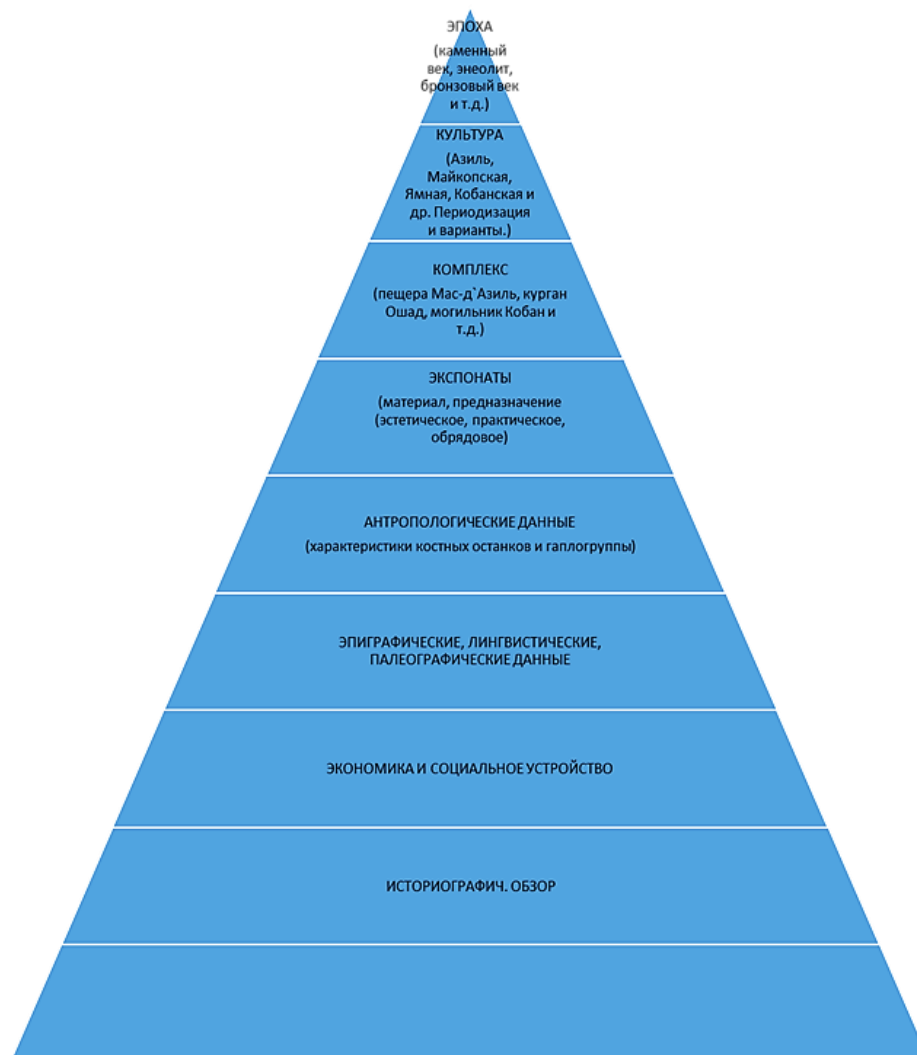 ЭПОХА
(каменный
век, энеолит,
бронзовый век
и т.д.)
КУЛЬТУРА
(Азиль,
Майкопская,
Ямная, Кобанская и
др. Периодизация
и варианты.)
КОМПЛЕКС
(пещера Мас-д`Азиль, курган
Ошад, могильник Кобан и
т.д.)
ЭКСПОНАТЫ
(материал, предназначение
(эстетическое, практическое,
обрядовое)
АНТРОПОЛОГИЧЕСКИЕ ДАННЫЕ
(характеристики костных останков и гаплогруппы)
ЭПИГРАФИЧЕСКИЕ, ЛИНГВИСТИЧЕСКИЕ,
ПАЛЕОГРАФИЧЕСКИЕ ДАННЫЕ
ЭКОНОМИКА И СОЦИАЛЬНОЕ УСТРОЙСТВО
ИСТОРИОГРАФИЧ. ОБЗОР